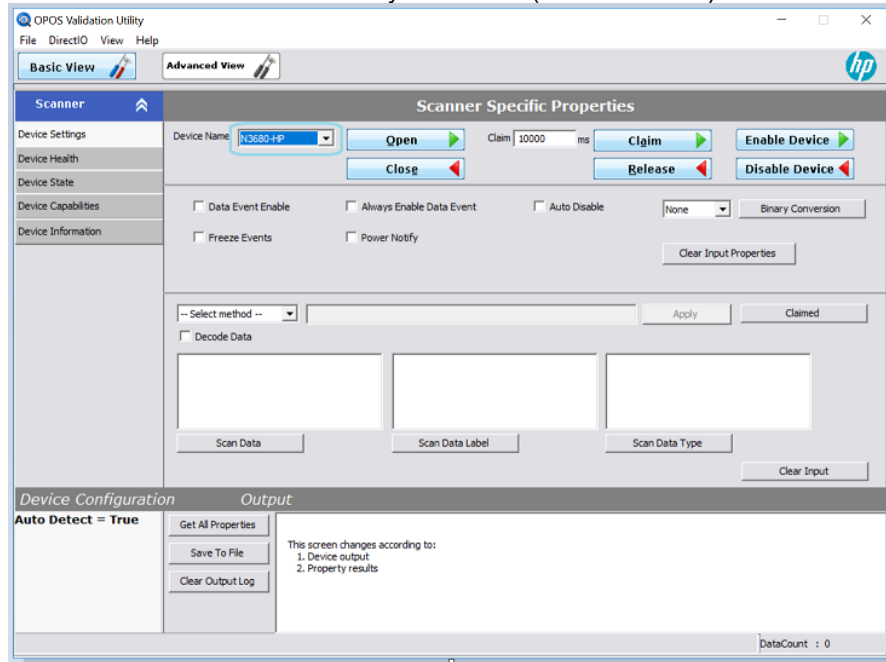 OPOS Validation Utility
File DirectIO View Help
Basic View
Advanced View
hp
Scanner
Scanner Specific Properties
Device Settings
Device Health
Device State
Device Capabilities
Device Information
Device Name N3680-HP Open Claim 10000 ms Claim Enable Device
Close Release Disable Device
Data Event Enable Always Enable Data Event Auto Disable None Binary Conversion
Freeze Events Power Notify
Clear Input Properties
-- Select method -- Apply Claimed
Decode Data
Scan Data Scan Data Label Scan Data Type
Clear Input
Device Configuration Output
Auto Detect = True
Get All Properties
Save To File
Clear Output Log
This screen changes according to:
1. Device output
2. Property results
DataCount : 0